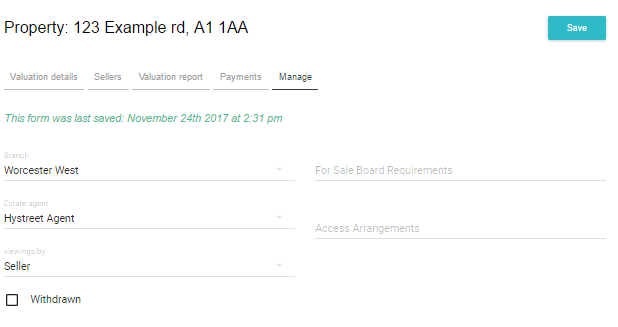 Property: 123 Example rd, A1 1AA
Save
Valuation details Sellers Valuation report Payments Manage
This form was last saved: November 24th 2017 at 2:31 pm
Branch
Worcester West
For Sale Board Requirements
Estate agent
Hystreet Agent
Access Arrangements
viewings by
Seller
Withdrawn